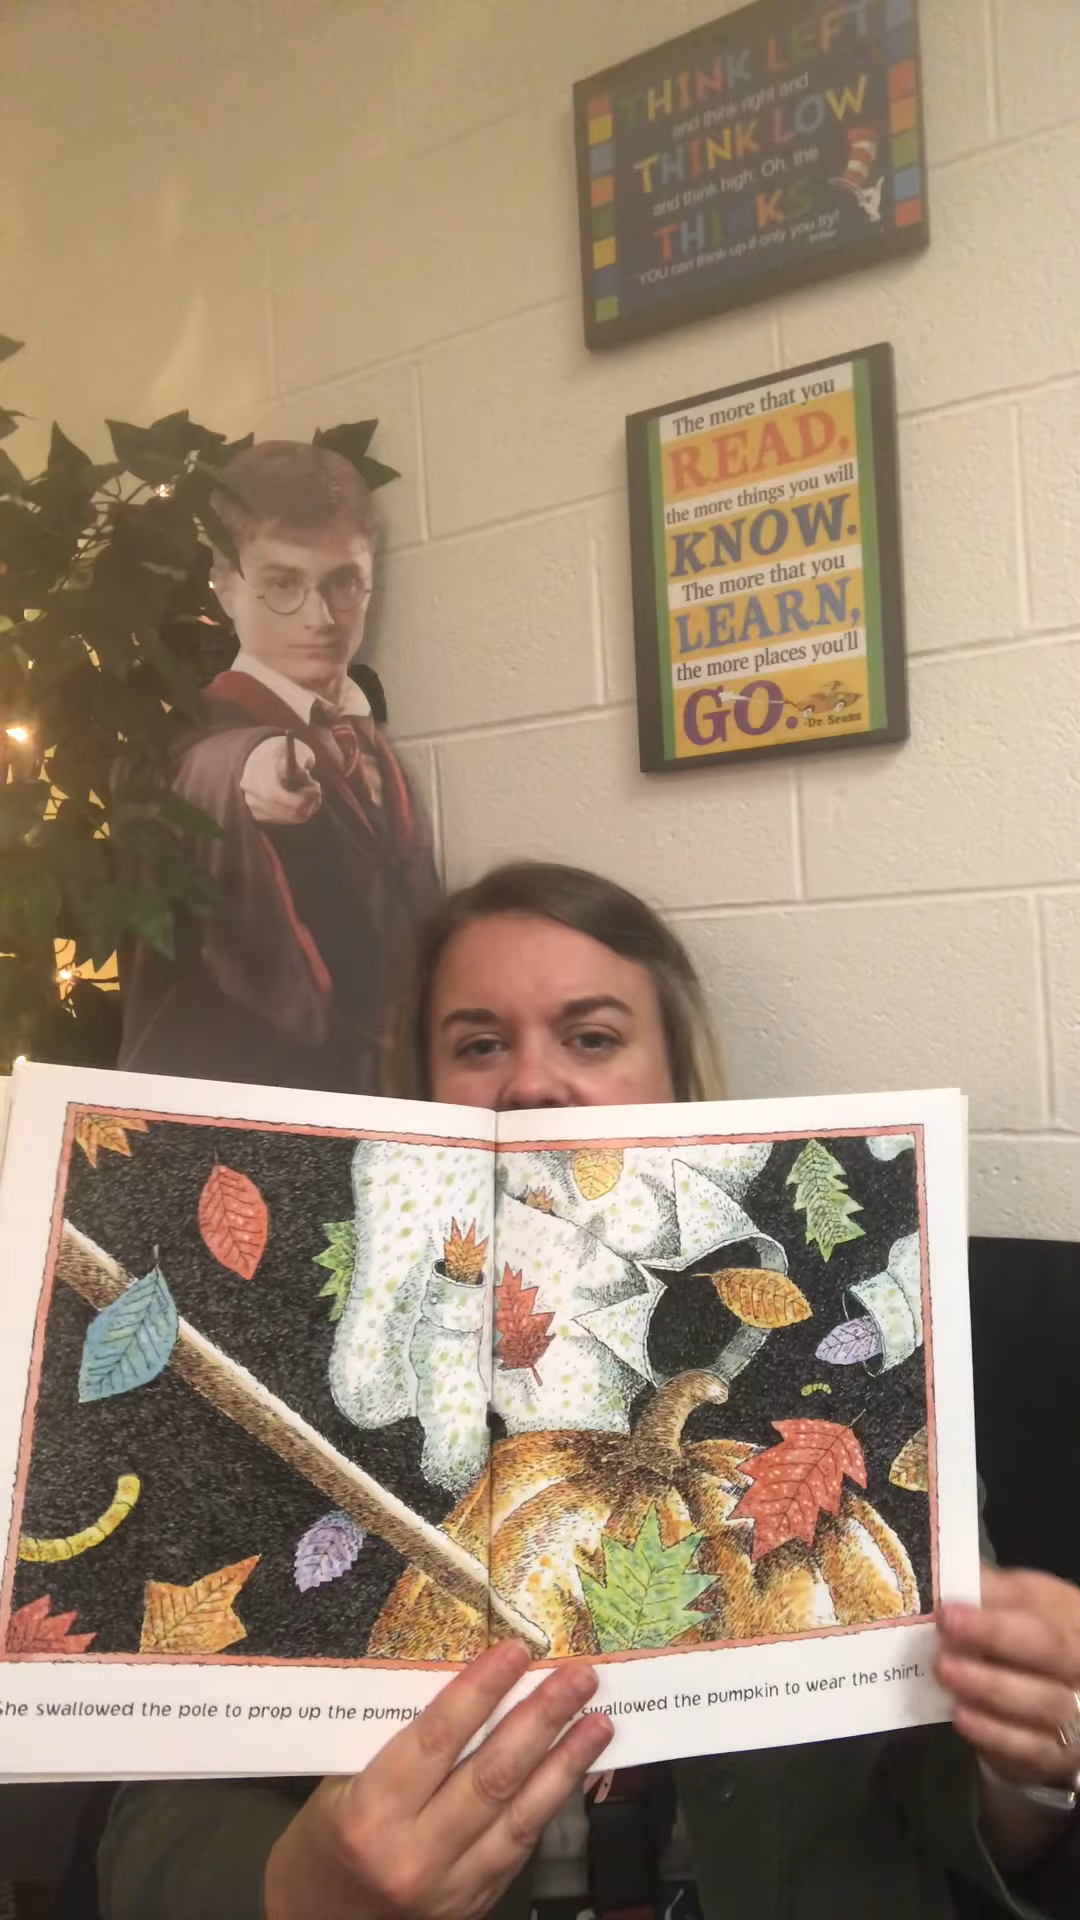 THINK LEFT
and think right and
THINK LOW
and think high. Oh, the
THINKS
YOU can think up if only you try!
The more that you
READ,
the more things you will
KNOW.
The more that you
LEARN,
the more places you'll
GO.
-Dr. Seuss
She swallowed the pole to prop up the
swallowed the pumpkin to wear the shirt.